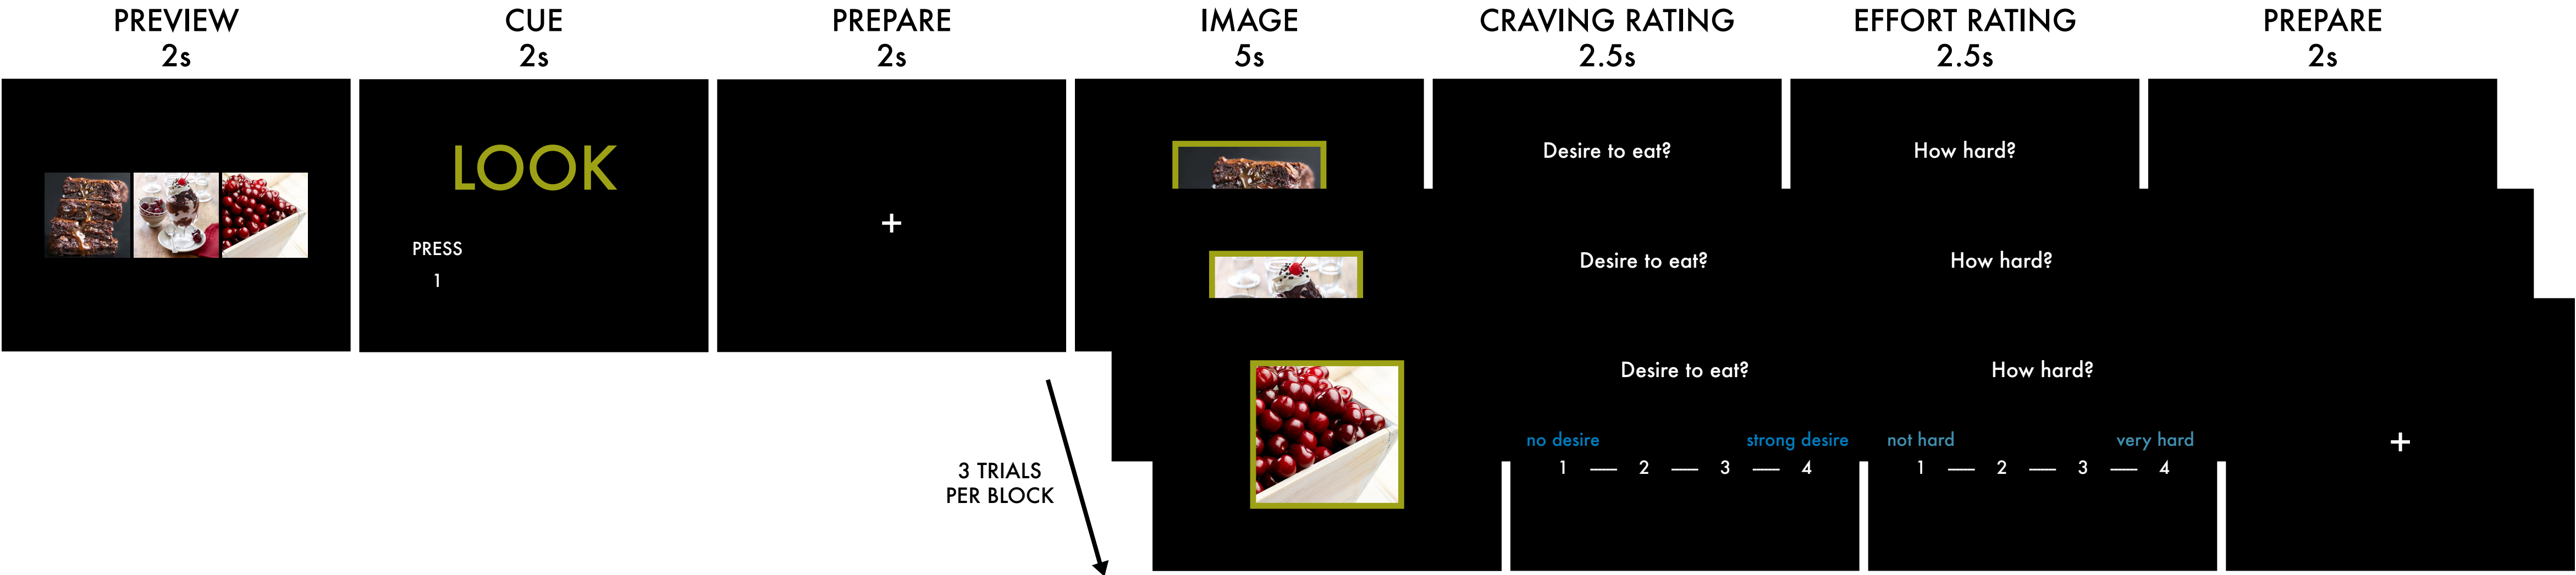 PREVIEW
2s
CUE
2s
PREPARE
2s
IMAGE
5s
CRAVING RATING
2.5s
EFFORT RATING
2.5s
PREPARE
2s
LOOK
PRESS
1
+
Desire to eat?
How hard?
Desire to eat?
How hard?
Desire to eat?
How hard?
no desire strong desire
1 — 2 — 3 — 4
not hard very hard
1 — 2 — 3 — 4
+
3 TRIALS
PER BLOCK